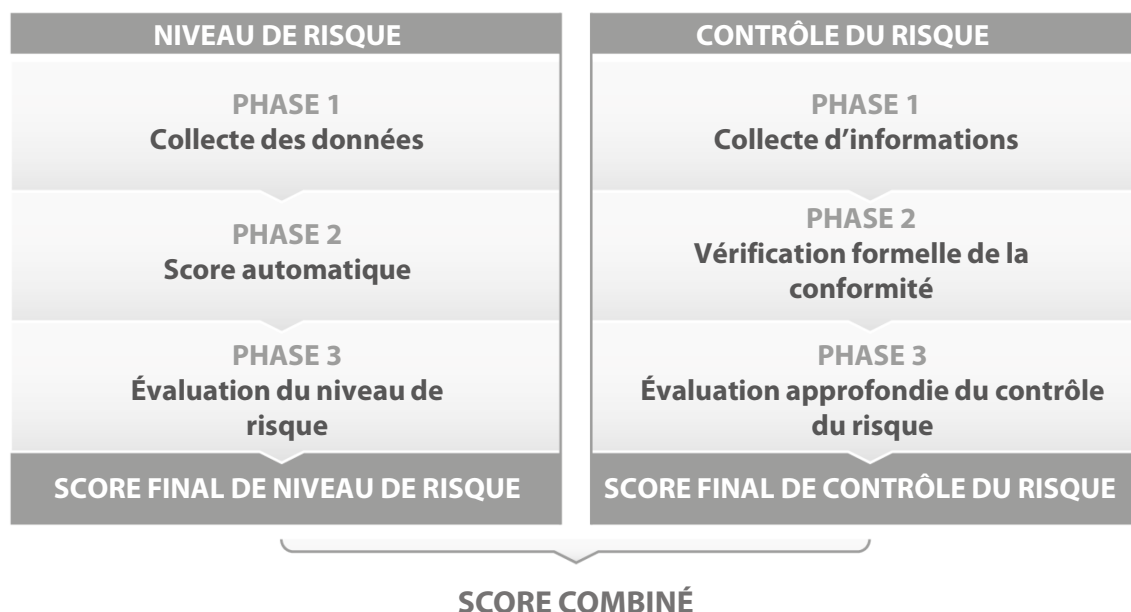 NIVEAU DE RISQUE
PHASE 1
Collecte des données
PHASE 2
Score automatique
PHASE 3
Évaluation du niveau de
risque
SCORE FINAL DE NIVEAU DE RISQUE
CONTRÔLE DU RISQUE
PHASE 1
Collecte d’informations
PHASE 2
Vérification formelle de la
conformité
PHASE 3
Évaluation approfondie du contrôle
du risque
SCORE FINAL DE CONTRÔLE DU RISQUE
SCORE COMBINÉ